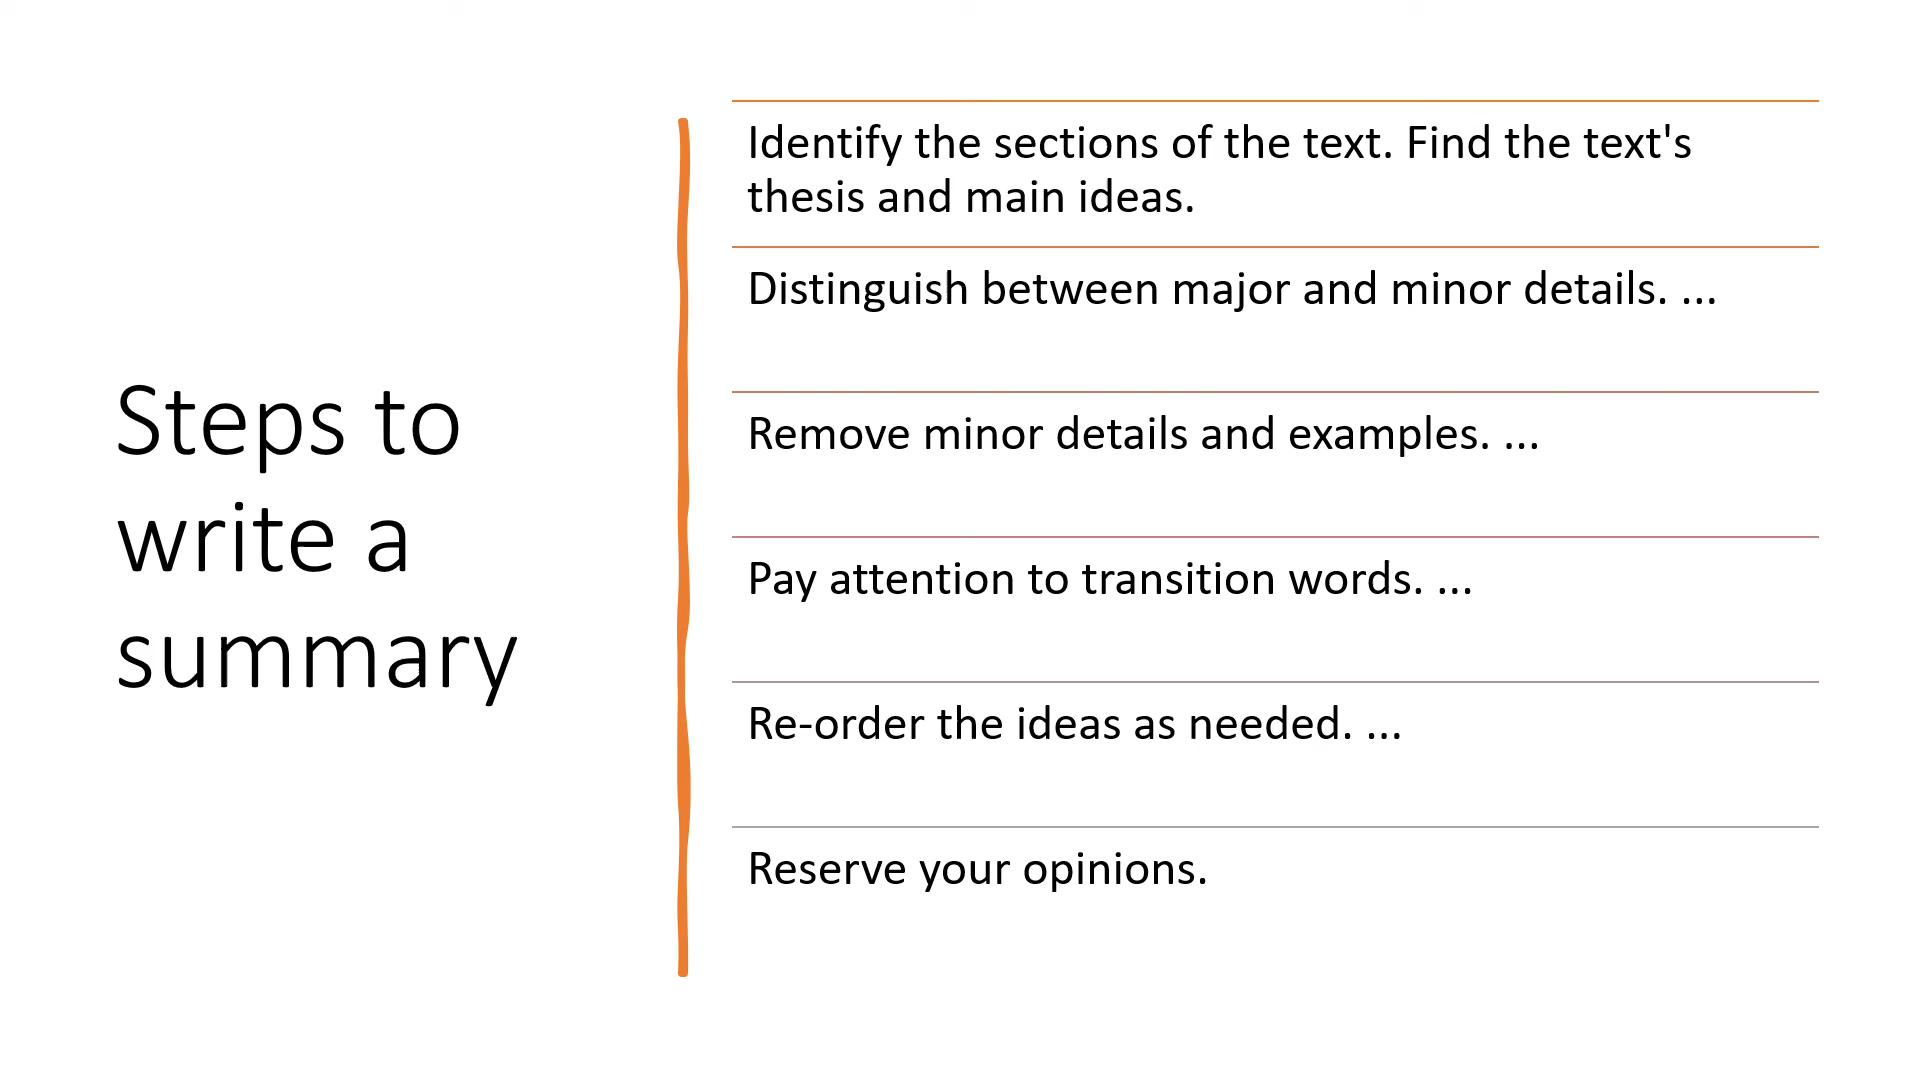 Steps to
write a
summary
Identify the sections of the text. Find the text's
thesis and main ideas.
Distinguish between major and minor details. ...
Remove minor details and examples. ...
Pay attention to transition words. ...
Re-order the ideas as needed. ...
Reserve your opinions.